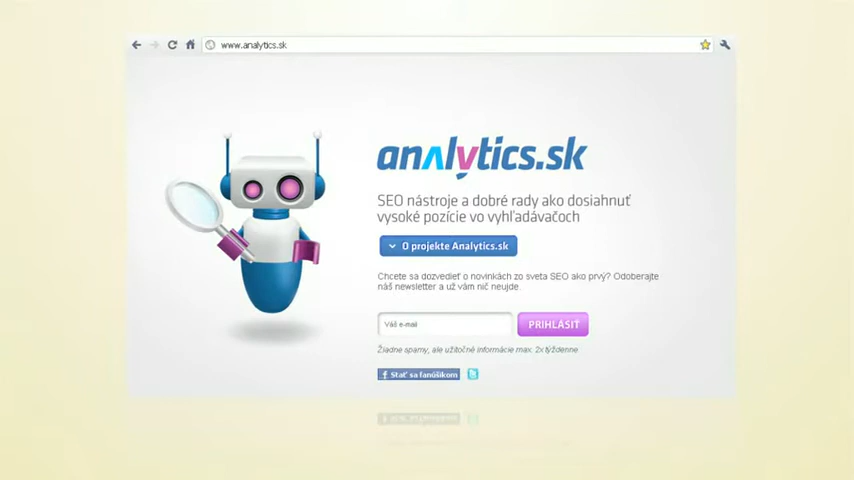 www.analytics.sk
analytics.sk
SEO nástroje a dobré rady ako dosiahnuť
vysoké pozície vo vyhľadávačoch
O projekte Analytics.sk
Chcete sa dozvedieť o novinkách zo sveta SEO ako prvý? Odoberajte
náš newsletter a už vám nič neujde.
Váš e-mail
PRIHLÁSIŤ
Žiadne spamy, ale užitočné informácie max. 2x týždenne
Stať sa fanúšikom